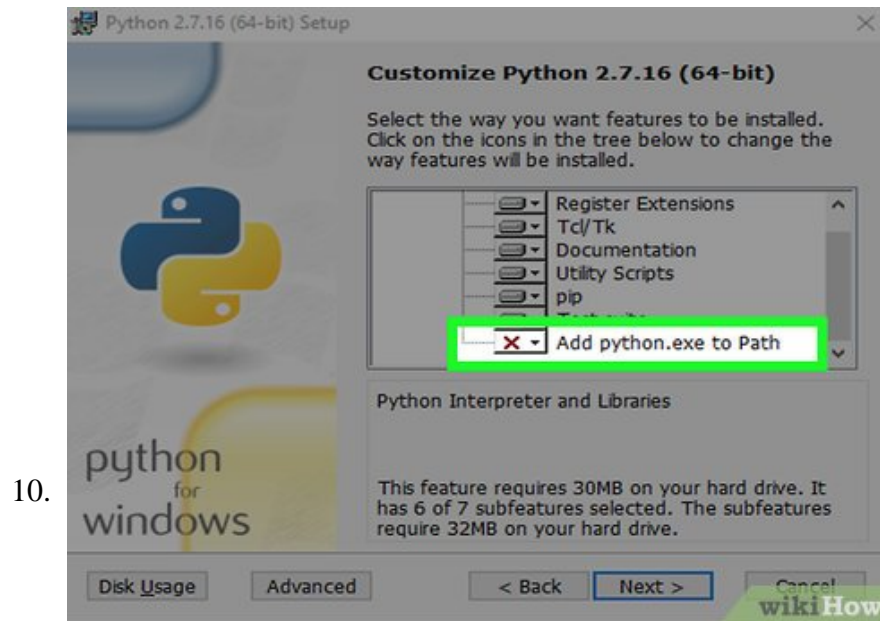 Python 2.7.16 (64-bit) Setup
Customize Python 2.7.16 (64-bit)
Select the way you want features to be installed.
Click on the icons in the tree below to change the
way features will be installed.
Register Extensions
Tcl/Tk
Documentation
Utility Scripts
pip
Test suite
Add python.exe to Path
Python Interpreter and Libraries
This feature requires 30MB on your hard drive. It
has 6 of 7 subfeatures selected. The subfeatures
require 32MB on your hard drive.
python
for
windows
10.
Disk Usage
Advanced
< Back
Next >
Cancel
wikiHow